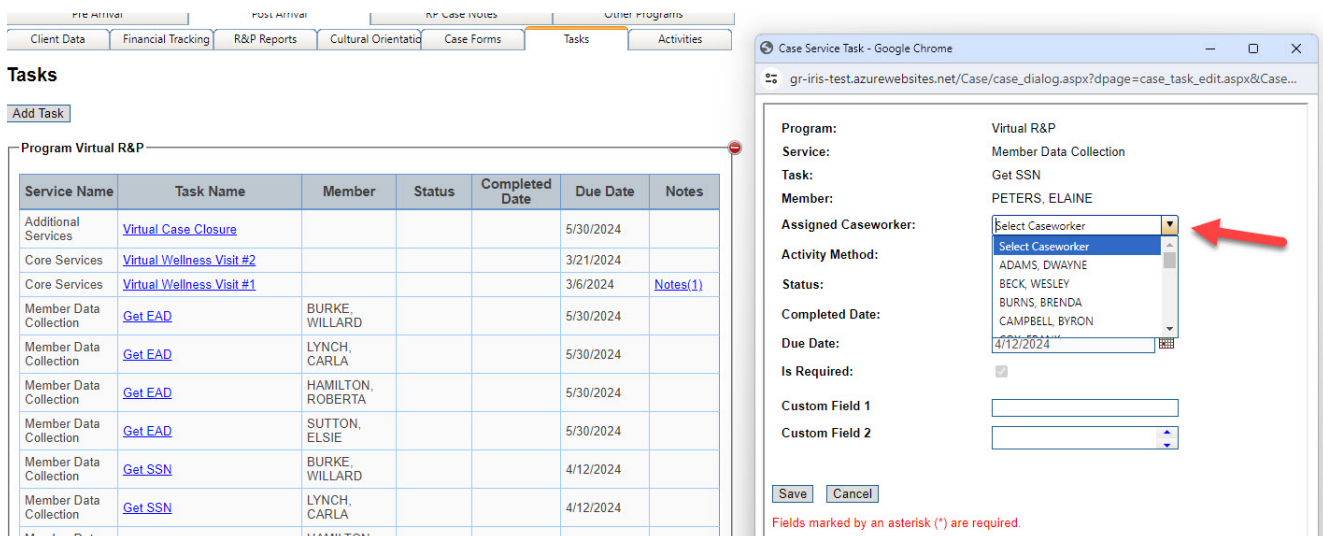 Pre Arrival Post Arrival RP Case Notes Other Programs
Client Data Financial Tracking R&P Reports Cultural Orientatio Case Forms Tasks Activities
Tasks
Add Task
Program Virtual R&P
Service Name Task Name Member Status Completed Date Due Date Notes
Additional Services Virtual Case Closure 5/30/2024
Core Services Virtual Wellness Visit #2 3/21/2024
Core Services Virtual Wellness Visit #1 3/6/2024 Notes(1)
Member Data Collection Get EAD BURKE, WILLARD 5/30/2024
Member Data Collection Get EAD LYNCH, CARLA 5/30/2024
Member Data Collection Get EAD HAMILTON, ROBERTA 5/30/2024
Member Data Collection Get EAD SUTTON, ELSIE 5/30/2024
Member Data Collection Get SSN BURKE, WILLARD 4/12/2024
Member Data Collection Get SSN LYNCH, CARLA 4/12/2024
Case Service Task - Google Chrome
gr-iris-test.azurewebsites.net/Case/case_dialog.aspx?dpage=case_task_edit.aspx&Case...
Program: Virtual R&P
Service: Member Data Collection
Task: Get SSN
Member: PETERS, ELAINE
Assigned Caseworker: Select Caseworker
Select Caseworker
ADAMS, DWAYNE
Activity Method:
BECK, WESLEY
Status:
BURNS, BRENDA
Completed Date:
CAMPBELL, BYRON
Due Date: 4/12/2024
Is Required:
Custom Field 1
Custom Field 2
Save Cancel
Fields marked by an asterisk (*) are required.